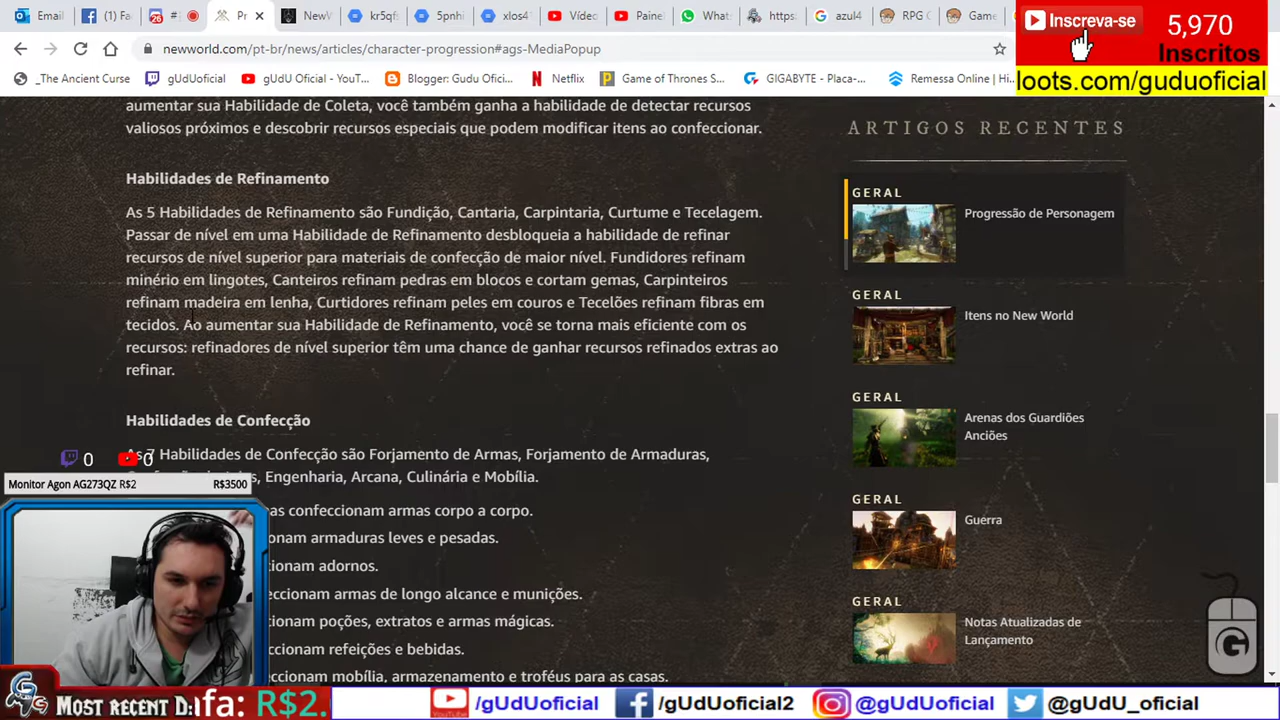 Email
(1) Fa
26
#
Pr
NewV
kr5qfs
5pnh
xlos4
Víde
Paine
Whats
https:
azul4
RPG
Game
newworld.com/pt-br/news/articles/character-progression#ags-MediaPopup
_The Ancient Curse
gUdUoficial
gUdU Oficial - YouT...
Blogger: Gudu Ofici...
Netflix
Game of Thrones S...
GIGABYTE - Placa-...
Remessa Online | Hi...
Inscreva-se
5,970
Inscritos
loots.com/guduoficial
aumentar sua Habilidade de Coleta, você também ganha a habilidade de detectar recursos
valiosos próximos e descobrir recursos especiais que podem modificar itens ao confeccionar.
Habilidades de Refinamento
As 5 Habilidades de Refinamento são Fundição, Cantaria, Carpintaria, Curtume e Tecelagem.
Passar de nível em uma Habilidade de Refinamento desbloqueia a habilidade de refinar
recursos de nível superior para materiais de confecção de maior nível. Fundidores refinam
minério em lingotes, Canteiros refinam pedras em blocos e cortam gemas, Carpinteiros
refinam madeira em lenha, Curtidores refinam peles em couros e Tecelões refinam fibras em
tecidos. Ao aumentar sua Habilidade de Refinamento, você se torna mais eficiente com os
recursos: refinadores de nível superior têm uma chance de ganhar recursos refinados extras ao
refinar.
Habilidades de Confecção
As 7 Habilidades de Confecção são Forjamento de Armas, Forjamento de Armaduras,
Engenharia, Arcana, Culinária e Mobília.
as confeccionam armas corpo a corpo.
onam armaduras leves e pesadas.
cionam adornos.
eccionam armas de longo alcance e munições.
cionam poções, extratos e armas mágicas.
ccionam refeições e bebidas.
cionam mobília, armazenamento e troféus para as casas.
ARTIGOS RECENTES
GERAL
Progressão de Personagem
GERAL
Itens no New World
GERAL
Arenas dos Guardiões
Anciões
GERAL
Guerra
GERAL
Notas Atualizadas de
Lançamento
0
0
Monitor Agon AG273QZ R$2
R$3500
G
Most recent D:
fa: R$2.
/gUdUoficial
/gUdUoficial2
@gUdUoficial
@gUdU_oficial